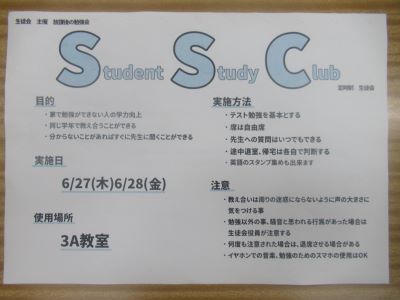 生徒会 主催 放課後の勉強会
Student Study Club
定時制 生徒会
目的
・家で勉強ができない人の学力向上
・同じ学年で教え合うことができる
・分からないことがあればすぐに先生に聞くことができる
実施日
6/27(木)6/28(金)
使用場所
3A教室
実施方法
・テスト勉強を基本とする
・席は自由席
・先生への質問はいつでもできる
・途中退室、帰宅は各自で判断する
・英語のスタンプ集めも出来ます
注意
・教え合いは周りの迷惑にならないように声の大きさに
気をつける事
・勉強以外の事、騒音と思われる行為があった場合は
生徒会役員が注意する
・何度も注意された場合は、退席させる場合がある
・イヤホンでの音楽、勉強のためのスマホの使用はOK